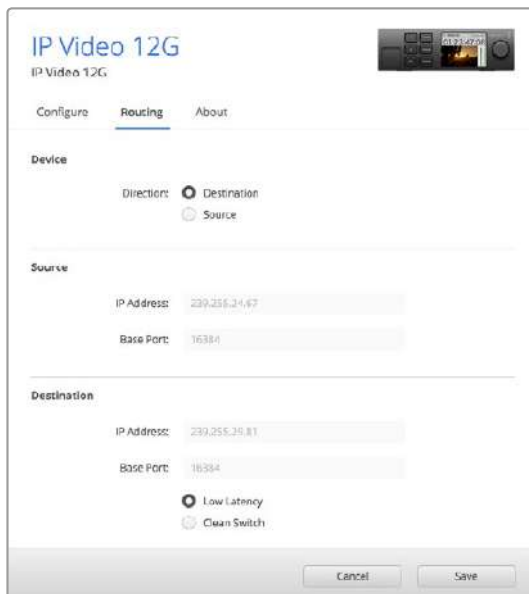 IP Video 12G
IP Video 12G
Configure Routing About
Device
Direction: Destination
Source
Source
IP Address: 239.255.24.67
Base Port: 16384
Destination
IP Address: 239.255.29.81
Base Port: 16384
Low Latency
Clean Switch
Cancel Save